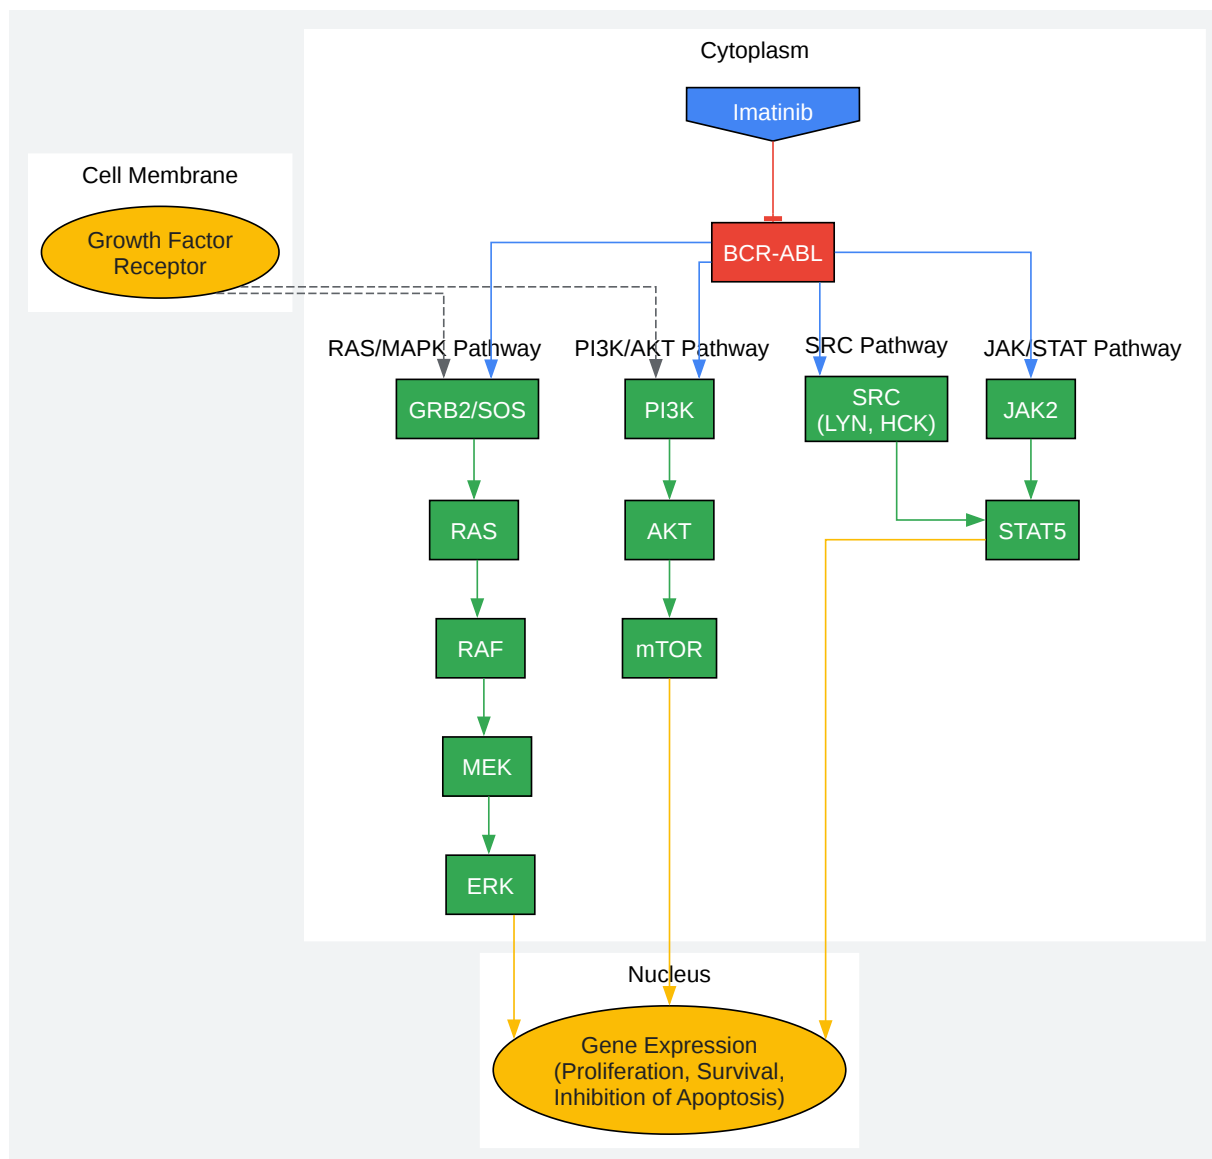 Cytoplasm
Imatinib
Cell Membrane
Growth Factor
Receptor
BCR-ABL
RAS/MAPK Pathway
PI3K/AKT Pathway
SRC Pathway
JAK/STAT Pathway
GRB2/SOS
PI3K
SRC
(LYN, HCK)
JAK2
RAS
AKT
STAT5
RAF
mTOR
MEK
ERK
Nucleus
Gene Expression
(Proliferation, Survival,
Inhibition of Apoptosis)